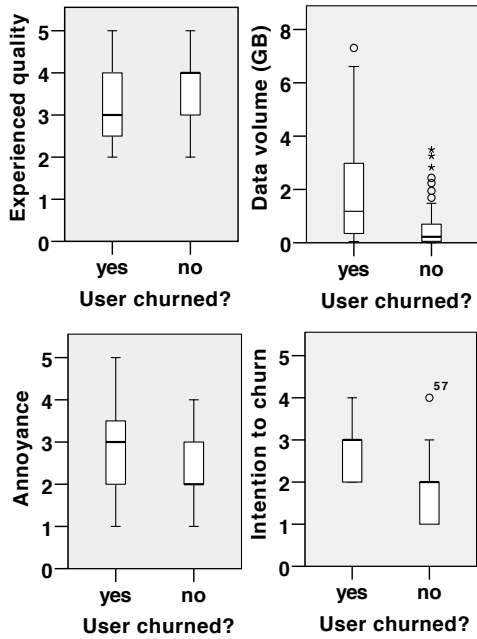 Experienced quality
5
4
3
2
1
0
yes no
User churned?
Data volume (GB)
8
6
4
2
0
yes no
User churned?
Annoyance
5
4
3
2
1
0
yes no
User churned?
Intention to churn
5
4
3
2
1
0
57
yes no
User churned?